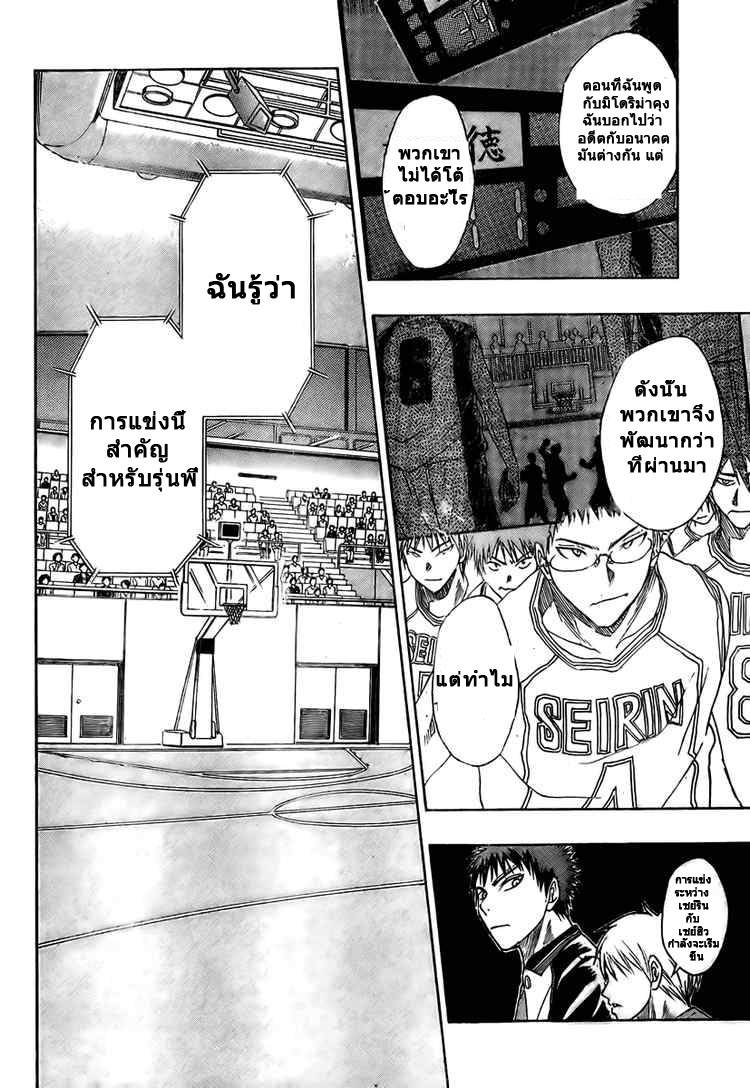 39
ตอนที่ฉันพูด
กับมิโดริม่าคุง
ฉันบอกไปว่า
อดีตกับอนาคต
มันต่างกัน แต่
徳
พวกเขา
ไม่ได้โต้
ตอบอะไร
ดังนั้น
พวกเขาจึง
พัฒนากว่า
ที่ผ่านมา
SEIRIN
4
8
แต่ทำไม
ฉันรู้ว่า
การแข่งนี้
สำคัญ
สำหรับรุ่นพี่
การแข่ง
ระหว่าง
เซย์ริน
กับ
เซย์ฮิว
กำลังจะเริ่ม
ขึ้น